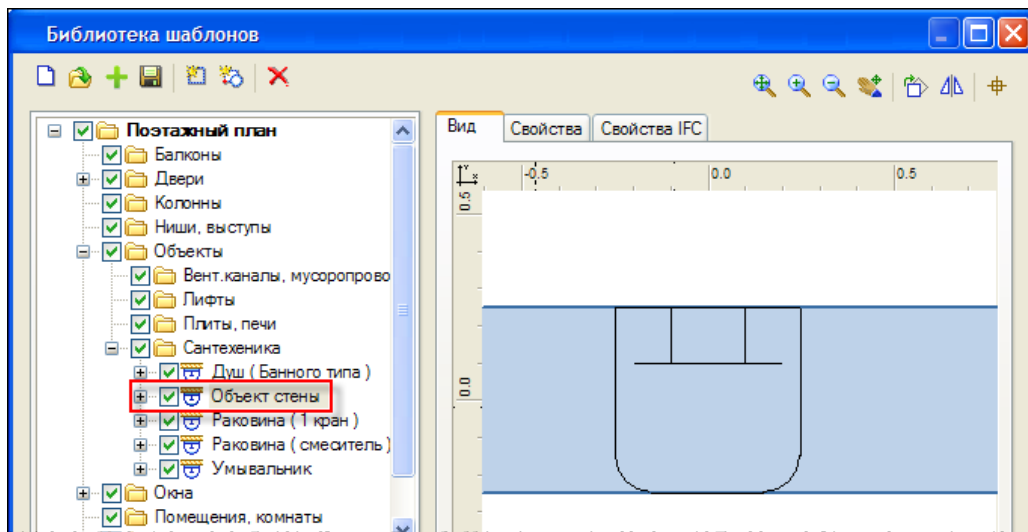 Библиотека шаблонов
Вид Свойства Свойства IFC
Поэтажный план
Балконы
Двери
Колонны
Ниши, выступы
Объекты
Вент.каналы, мусоропрово
Лифты
Плиты, печи
Сантехеника
Душ ( Банного типа )
Объект стены
Раковина ( 1 кран )
Раковина ( смеситель )
Умывальник
Окна
Помещения, комнаты
Y x -0.5 0.0 0.5
0.5
0.0